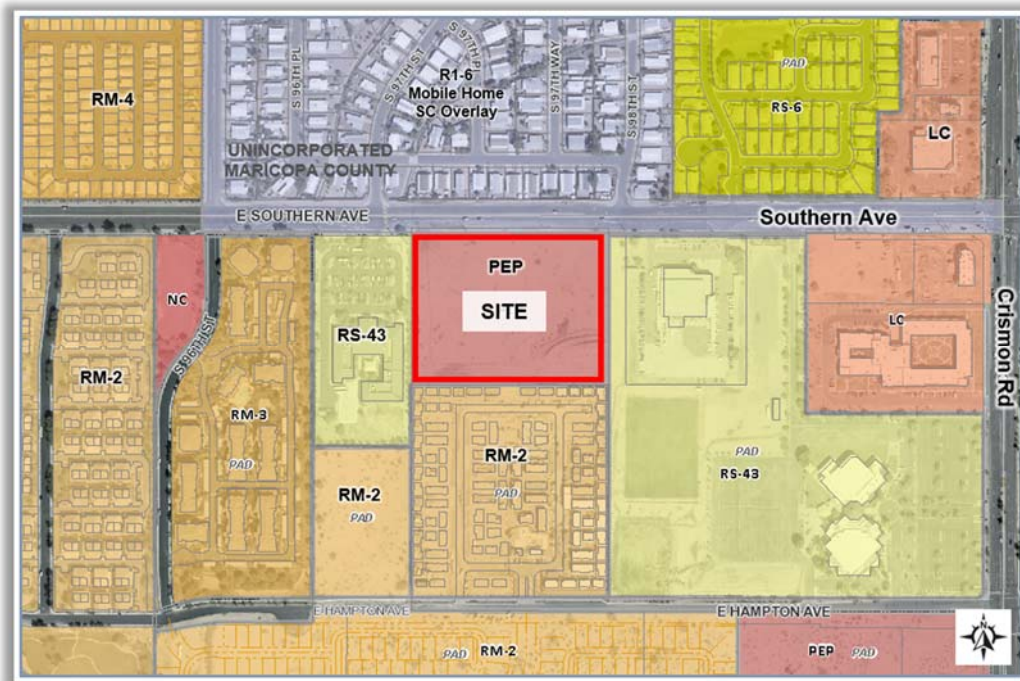 RM-4
S 96TH PL
S 97TH ST
S 97TH PL
R1-6
Mobile Home
SC Overlay
S 97TH WAY
S 98TH ST
PAD
RS-6
LC
UNINCORPORATED
MARICOPA COUNTY
E SOUTHERN AVE
Southern Ave
NC
S 96TH ST
RM-2
RM-3
PAD
RS-43
PEP
SITE
RM-2
PAD
RM-2
PAD
PAD
RS-43
LC
Crismon Rd
E HAMPTON AVE
E HAMPTON AVE
PAD RM-2
PEP PAD
N